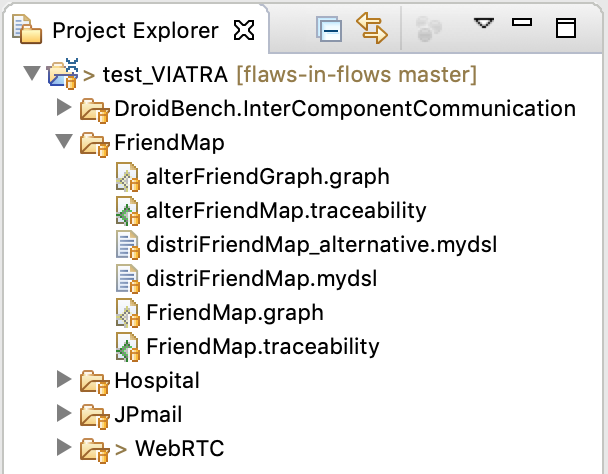 Project Explorer
> test_VIATRA [flaws-in-flows master]
DroidBench.InterComponentCommunication
FriendMap
alterFriendGraph.graph
alterFriendMap.traceability
distriFriendMap_alternative.mydsl
distriFriendMap.mydsl
FriendMap.graph
FriendMap.traceability
Hospital
JPmail
> WebRTC